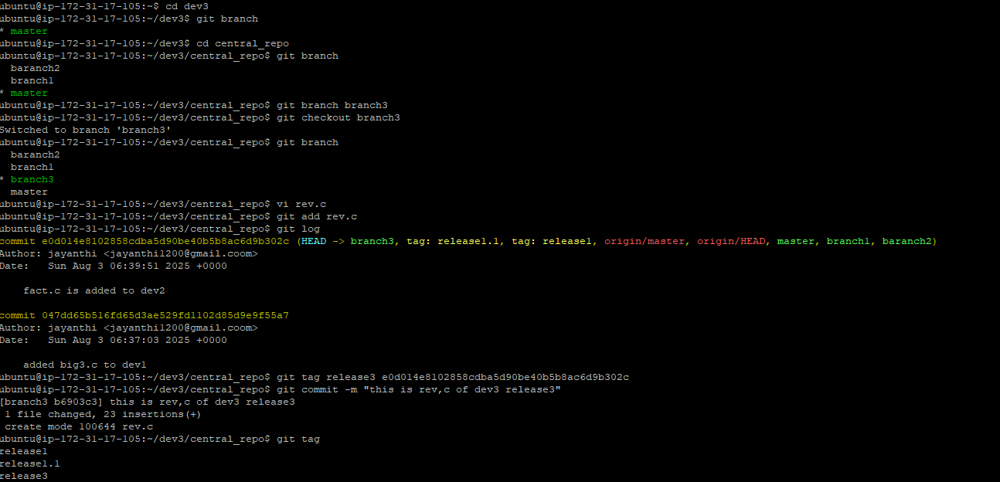 ubuntu@ip-172-31-17-105:~$ cd dev3
ubuntu@ip-172-31-17-105:~/dev3$ git branch
* master
ubuntu@ip-172-31-17-105:~/dev3$ cd central_repo
ubuntu@ip-172-31-17-105:~/dev3/central_repo$ git branch
  baranch2
  branch1
* master
ubuntu@ip-172-31-17-105:~/dev3/central_repo$ git branch branch3
ubuntu@ip-172-31-17-105:~/dev3/central_repo$ git checkout branch3
Switched to branch 'branch3'
ubuntu@ip-172-31-17-105:~/dev3/central_repo$ git branch
  baranch2
  branch1
* branch3
  master
ubuntu@ip-172-31-17-105:~/dev3/central_repo$ vi rev.c
ubuntu@ip-172-31-17-105:~/dev3/central_repo$ git add rev.c
ubuntu@ip-172-31-17-105:~/dev3/central_repo$ git log
commit e0d014e8102858cdba5d90be40b5b8ac6d9b302c (HEAD -> branch3, tag: release1.1, tag: release1, origin/master, origin/HEAD, master, branch1, baranch2)
Author: jayanthi <jayanthi1200@gmail.coom>
Date:   Sun Aug 3 06:39:51 2025 +0000
    fact.c is added to dev2
commit 047dd65b516fd65d3ae529fd1102d85d9e9f55a7
Author: jayanthi <jayanthi1200@gmail.coom>
Date:   Sun Aug 3 06:37:03 2025 +0000
    added big3.c to dev1
ubuntu@ip-172-31-17-105:~/dev3/central_repo$ git tag release3 e0d014e8102858cdba5d90be40b5b8ac6d9b302c
ubuntu@ip-172-31-17-105:~/dev3/central_repo$ git commit -m "this is rev,c of dev3 release3"
[branch3 b6903c3] this is rev,c of dev3 release3
 1 file changed, 23 insertions(+)
 create mode 100644 rev.c
ubuntu@ip-172-31-17-105:~/dev3/central_repo$ git tag
release1
release1.1
release3